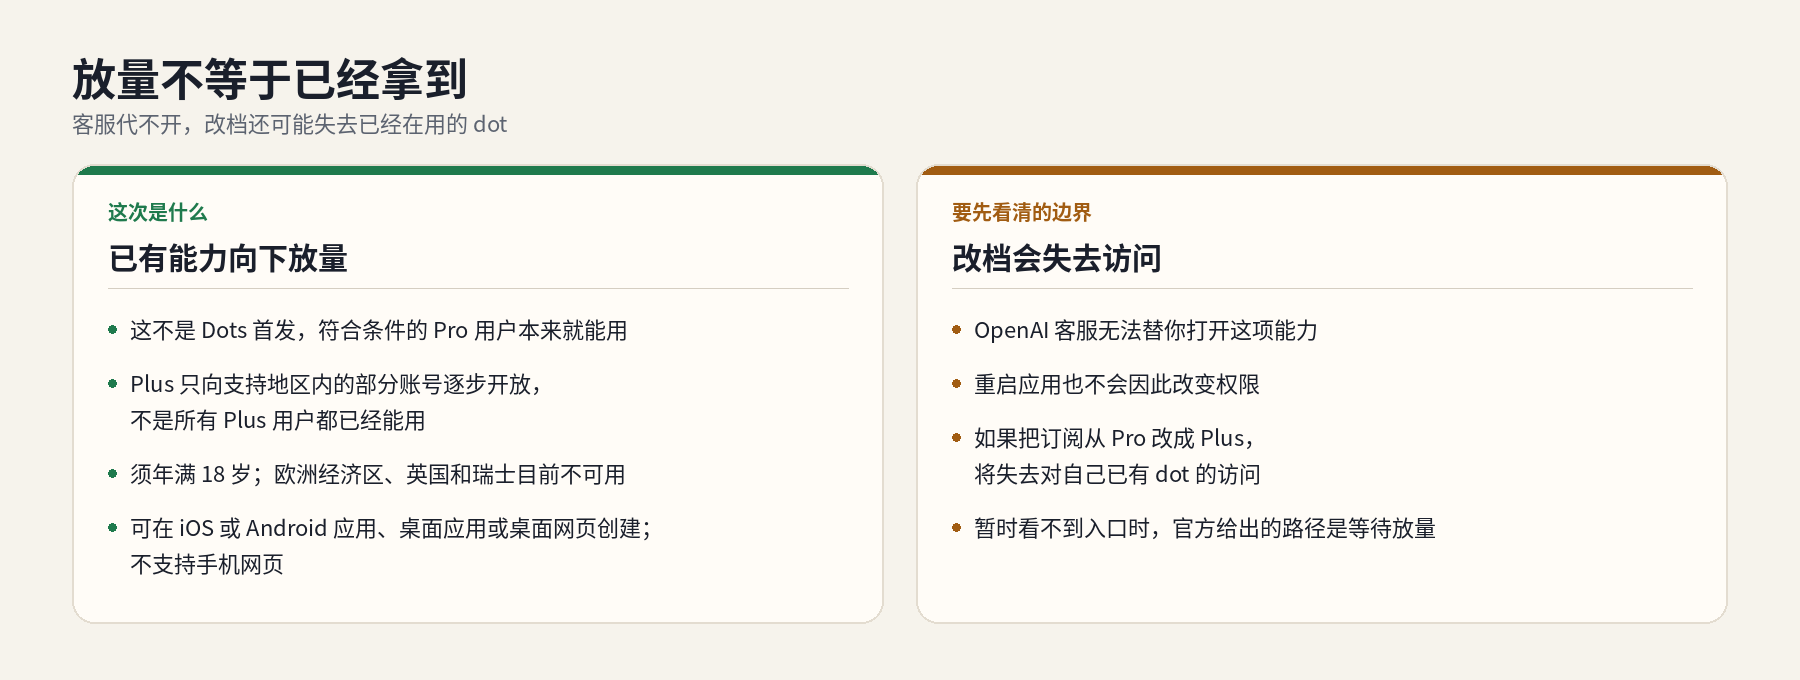 放量不等于已经拿到
客服代不开，改档还可能失去已经在用的 dot
这次是什么
已有能力向下放量
这不是 Dots 首发，符合条件的 Pro 用户本来就能用
Plus 只向支持地区内的部分账号逐步开放，
不是所有 Plus 用户都已经能用
须年满 18 岁；欧洲经济区、英国和瑞士目前不可用
可在 iOS 或 Android 应用、桌面应用或桌面网页创建；
不支持手机网页
要先看清的边界
改档会失去访问
OpenAI 客服无法替你打开这项能力
重启应用也不会因此改变权限
如果把订阅从 Pro 改成 Plus，
将失去对自己已有 dot 的访问
暂时看不到入口时，官方给出的路径是等待放量